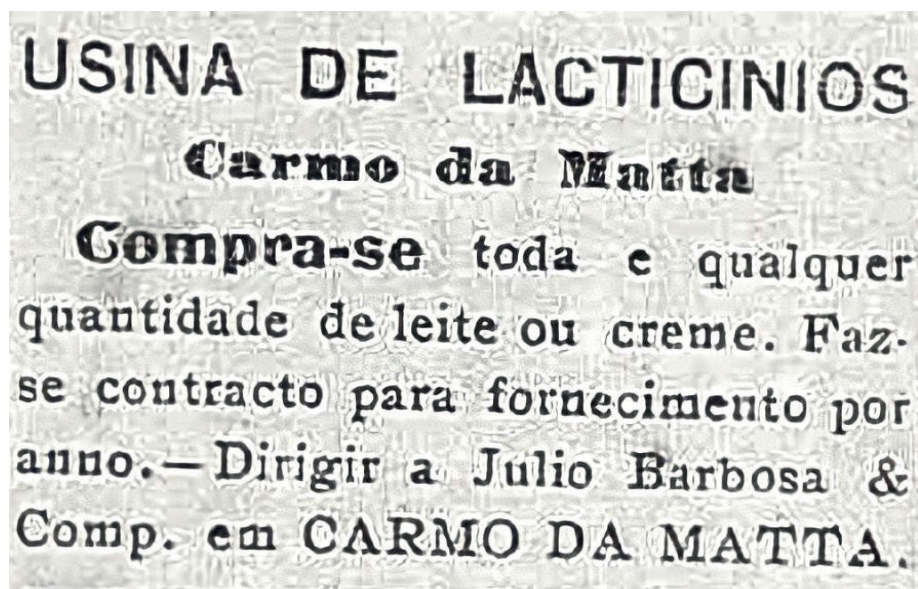 USINA DE LACTICINIOS
Carmo da Matta
Compra-se toda e qualquer
quantidade de leite ou creme. Faz-
se contracto para fornecimento por
anno.—Dirigir a Julio Barbosa &
Comp. em CARMO DA MATTA.